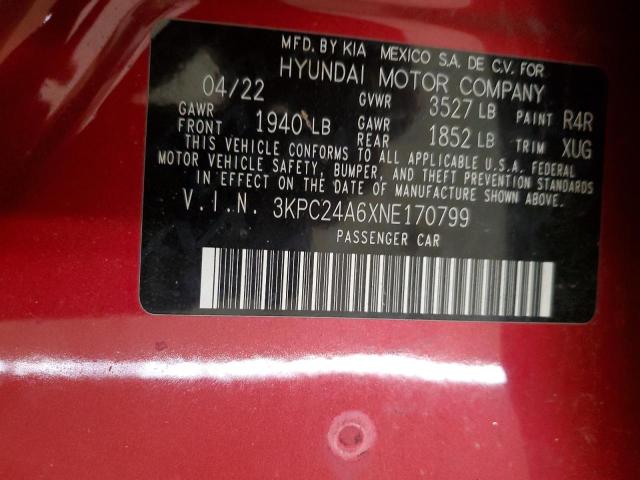 MFD. BY KIA MEXICO S.A. DE C.V. FOR
HYUNDAI MOTOR COMPANY
04/22 GVWR 3527 LB PAINT R4R
GAWR FRONT 1940 LB GAWR REAR 1852 LB TRIM XUG
THIS VEHICLE CONFORMS TO ALL APPLICABLE U.S.A. FEDERAL
MOTOR VEHICLE SAFETY, BUMPER, AND THEFT PREVENTION STANDARDS
IN EFFECT ON THE DATE OF MANUFACTURE SHOWN ABOVE.
V.I.N. 3KPC24A6XNE170799
PASSENGER CAR